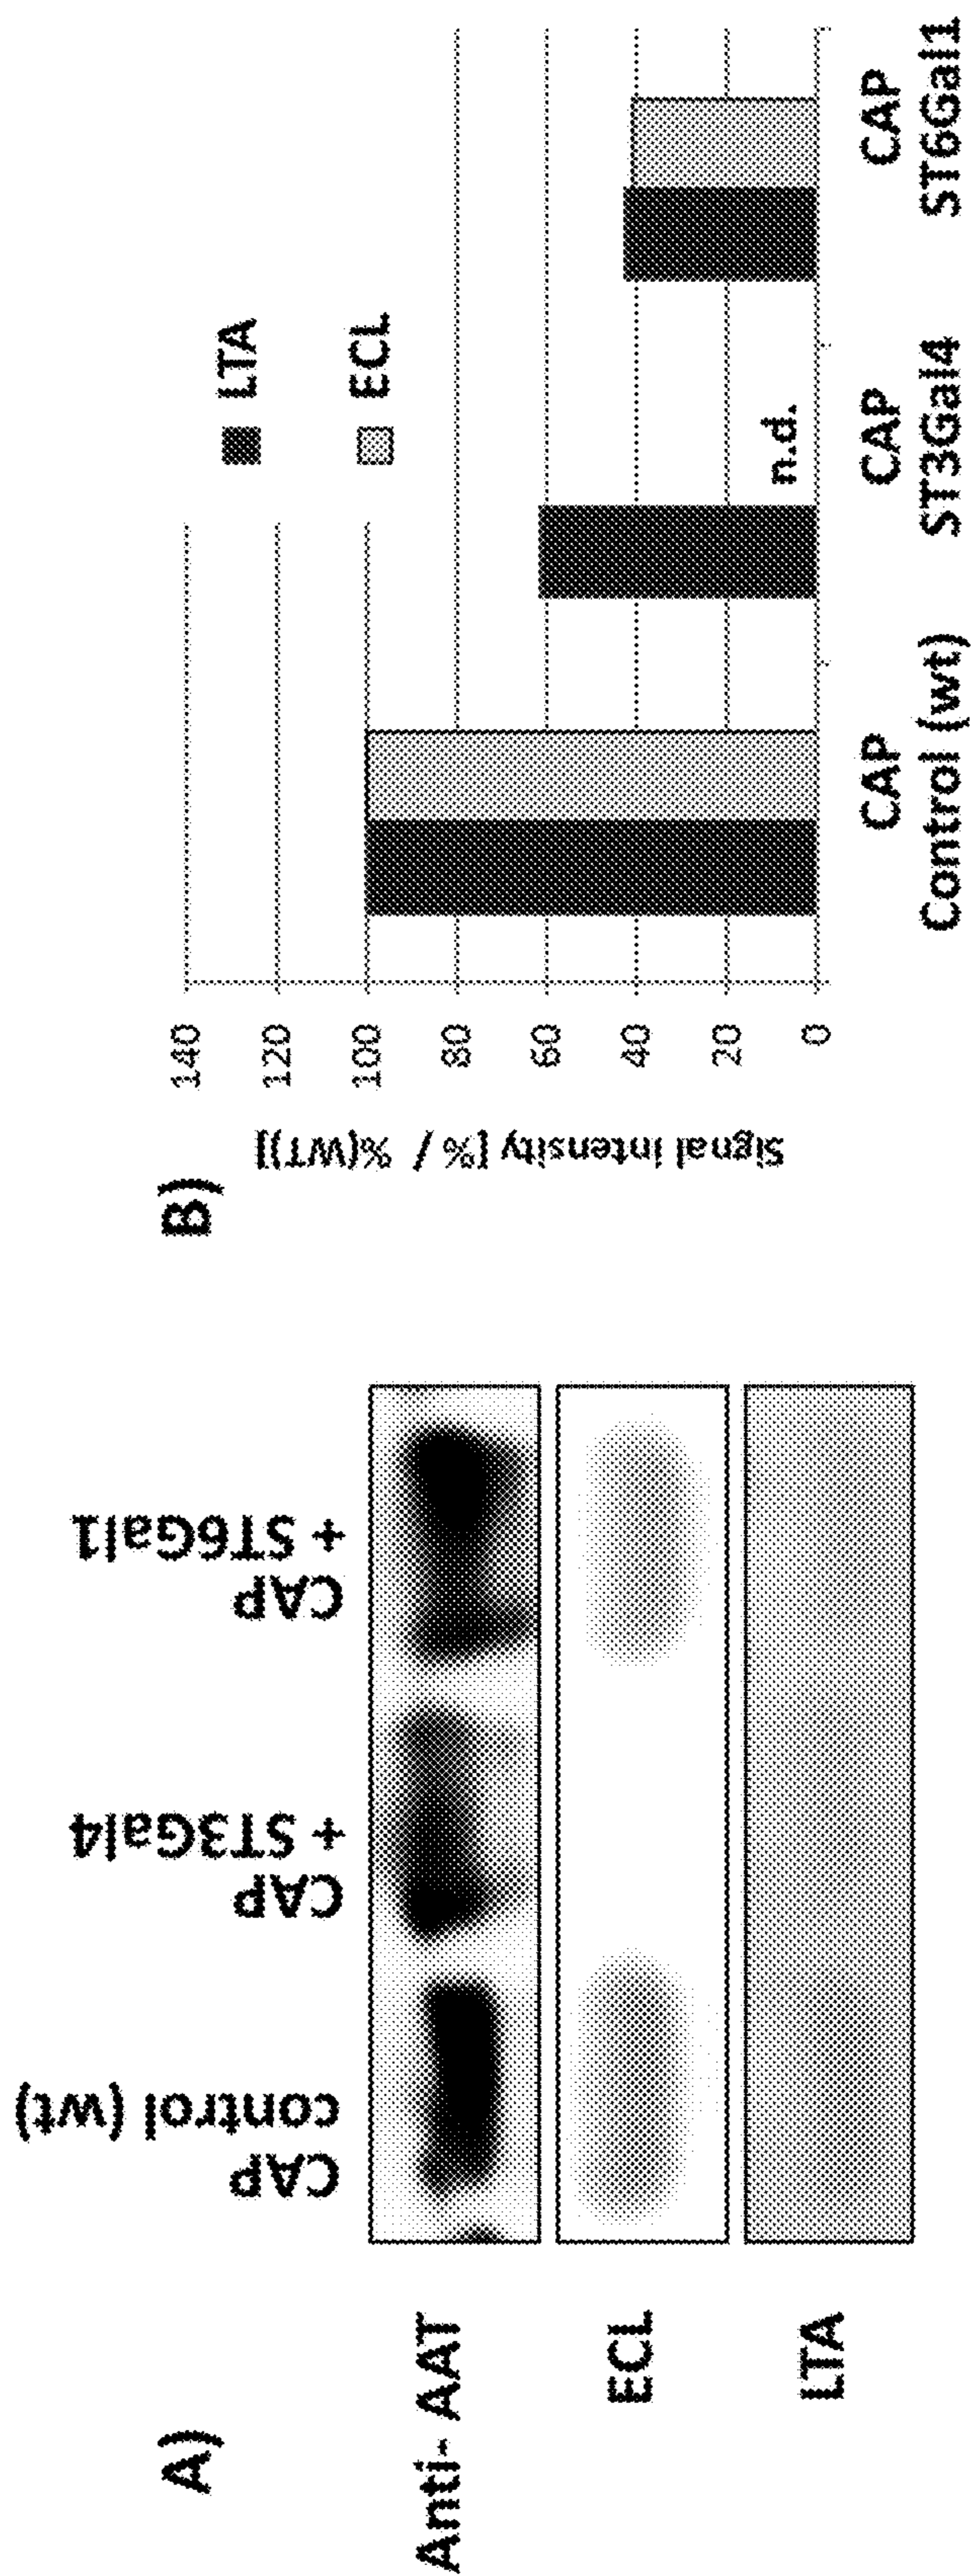 A)
CAP
control (wt)
CAP
+ ST3Gal4
CAP
+ ST6Gal1
Anti- AAT
ECL
LTA
B)
Signal intensity [% / %(WT)]
140
120
100
80
60
40
20
0
LTA
ECL
n.d.
CAP
Control (wt)
CAP
ST3Gal4
CAP
ST6Gal1